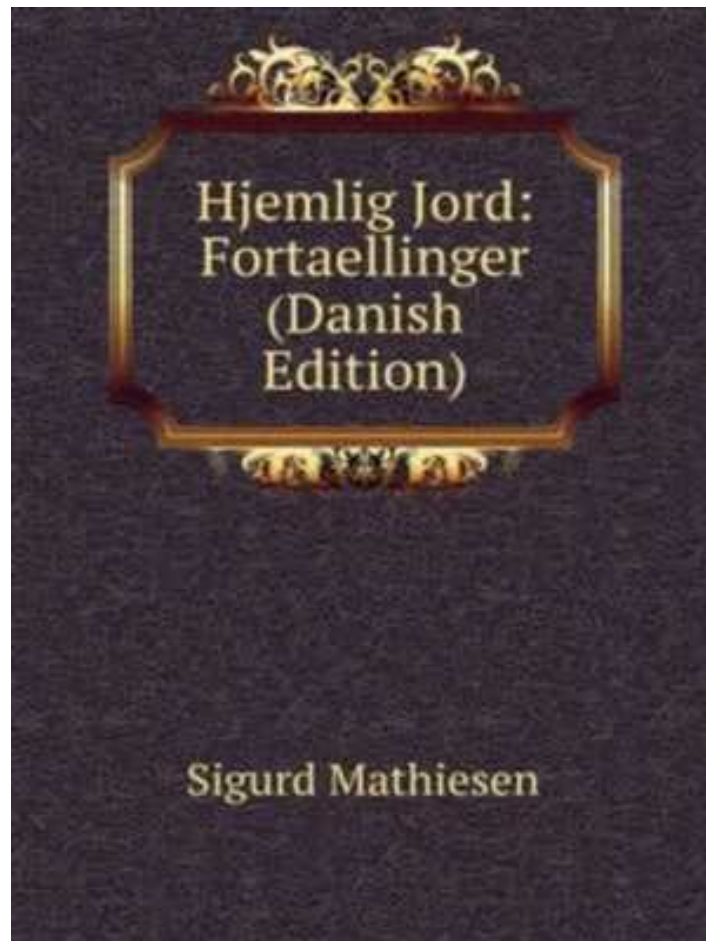 Hjemlig Jord:
Fortaellinger
(Danish
Edition)
Sigurd Mathiesen